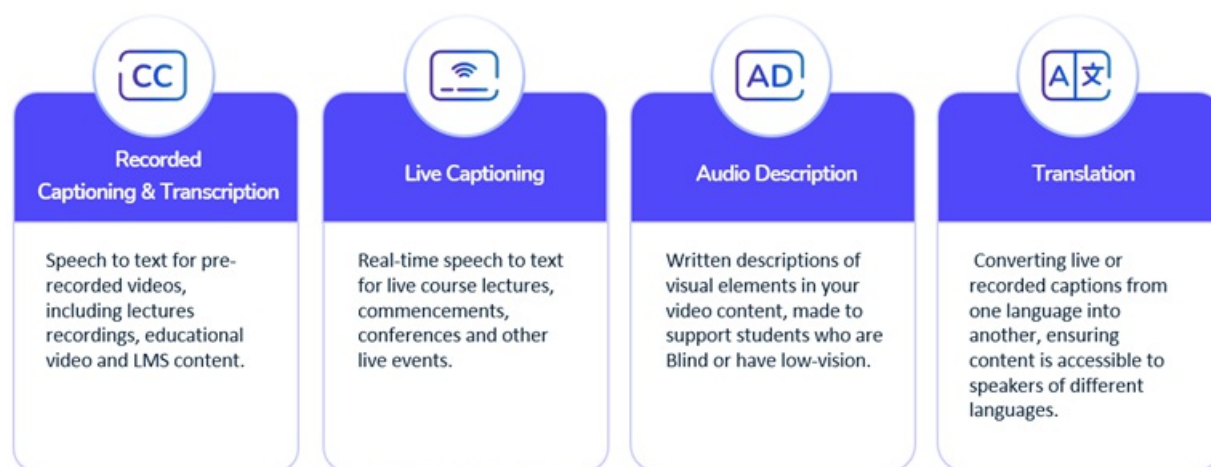 CC
Recorded
Captioning & Transcription
Speech to text for pre-
recorded videos,
including lectures
recordings, educational
video and LMS content.
Live Captioning
Real-time speech to text
for live course lectures,
commencements,
conferences and other
live events.
AD
Audio Description
Written descriptions of
visual elements in your
video content, made to
support students who are
Blind or have low-vision.
A 文
Translation
Converting live or
recorded captions from
one language into
another, ensuring
content is accessible to
speakers of different
languages.